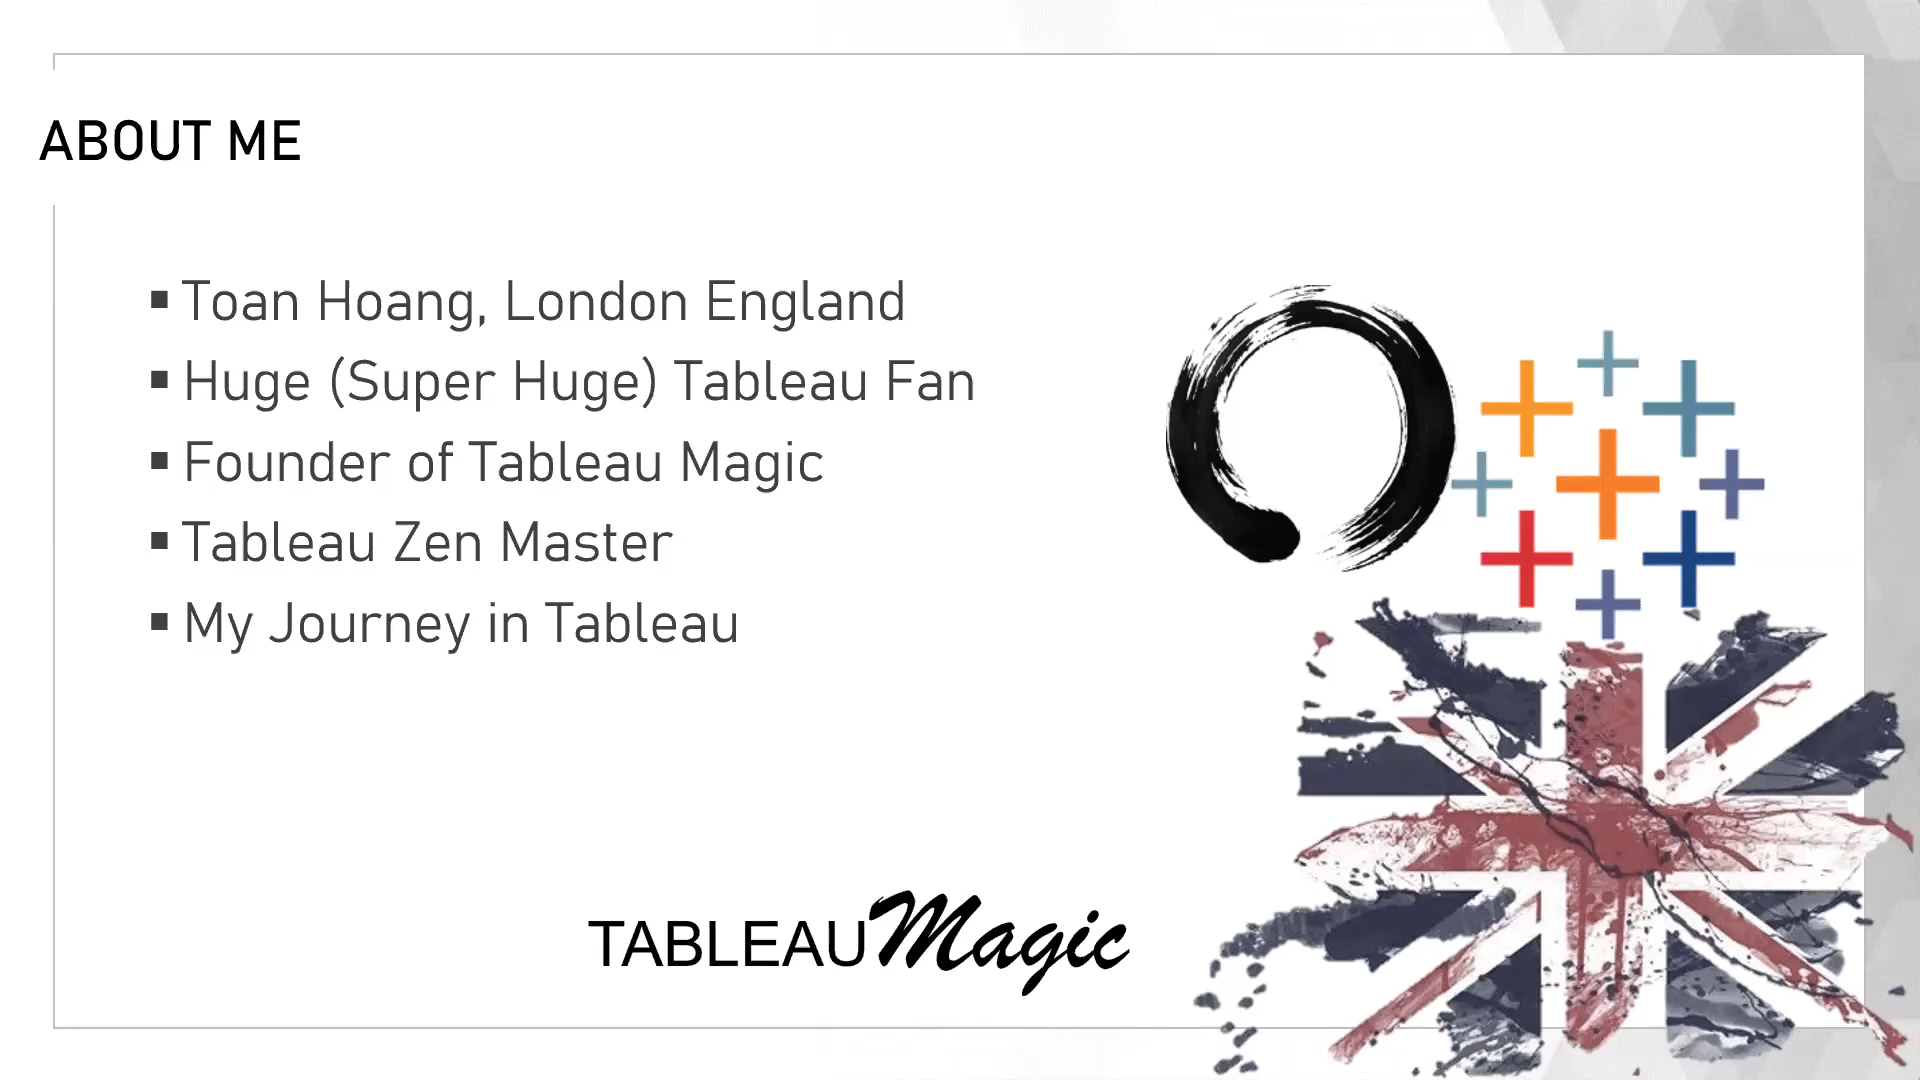 ABOUT ME
▪ Toan Hoang, London England
▪ Huge (Super Huge) Tableau Fan
▪ Founder of Tableau Magic
▪ Tableau Zen Master
▪ My Journey in Tableau
TABLEAU Magic